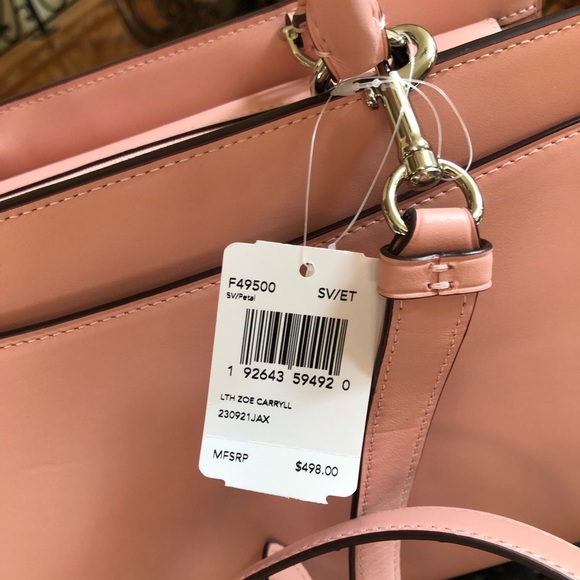 F49500 SV/ET
SV/Petal
1 92643 59492 0
LTH ZOE CARRYLL
230921JAX
MFSRP $498.00